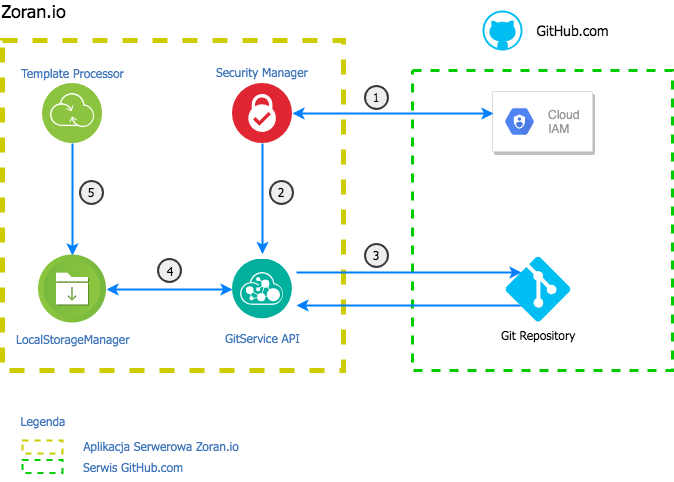 Zoran.io
GitHub.com
Template Processor
Security Manager
1
Cloud
IAM
5
2
3
4
LocalStorageManager
GitService API
Git Repository
Legenda
Aplikacja Serwerowa Zoran.io
Serwis GitHub.com